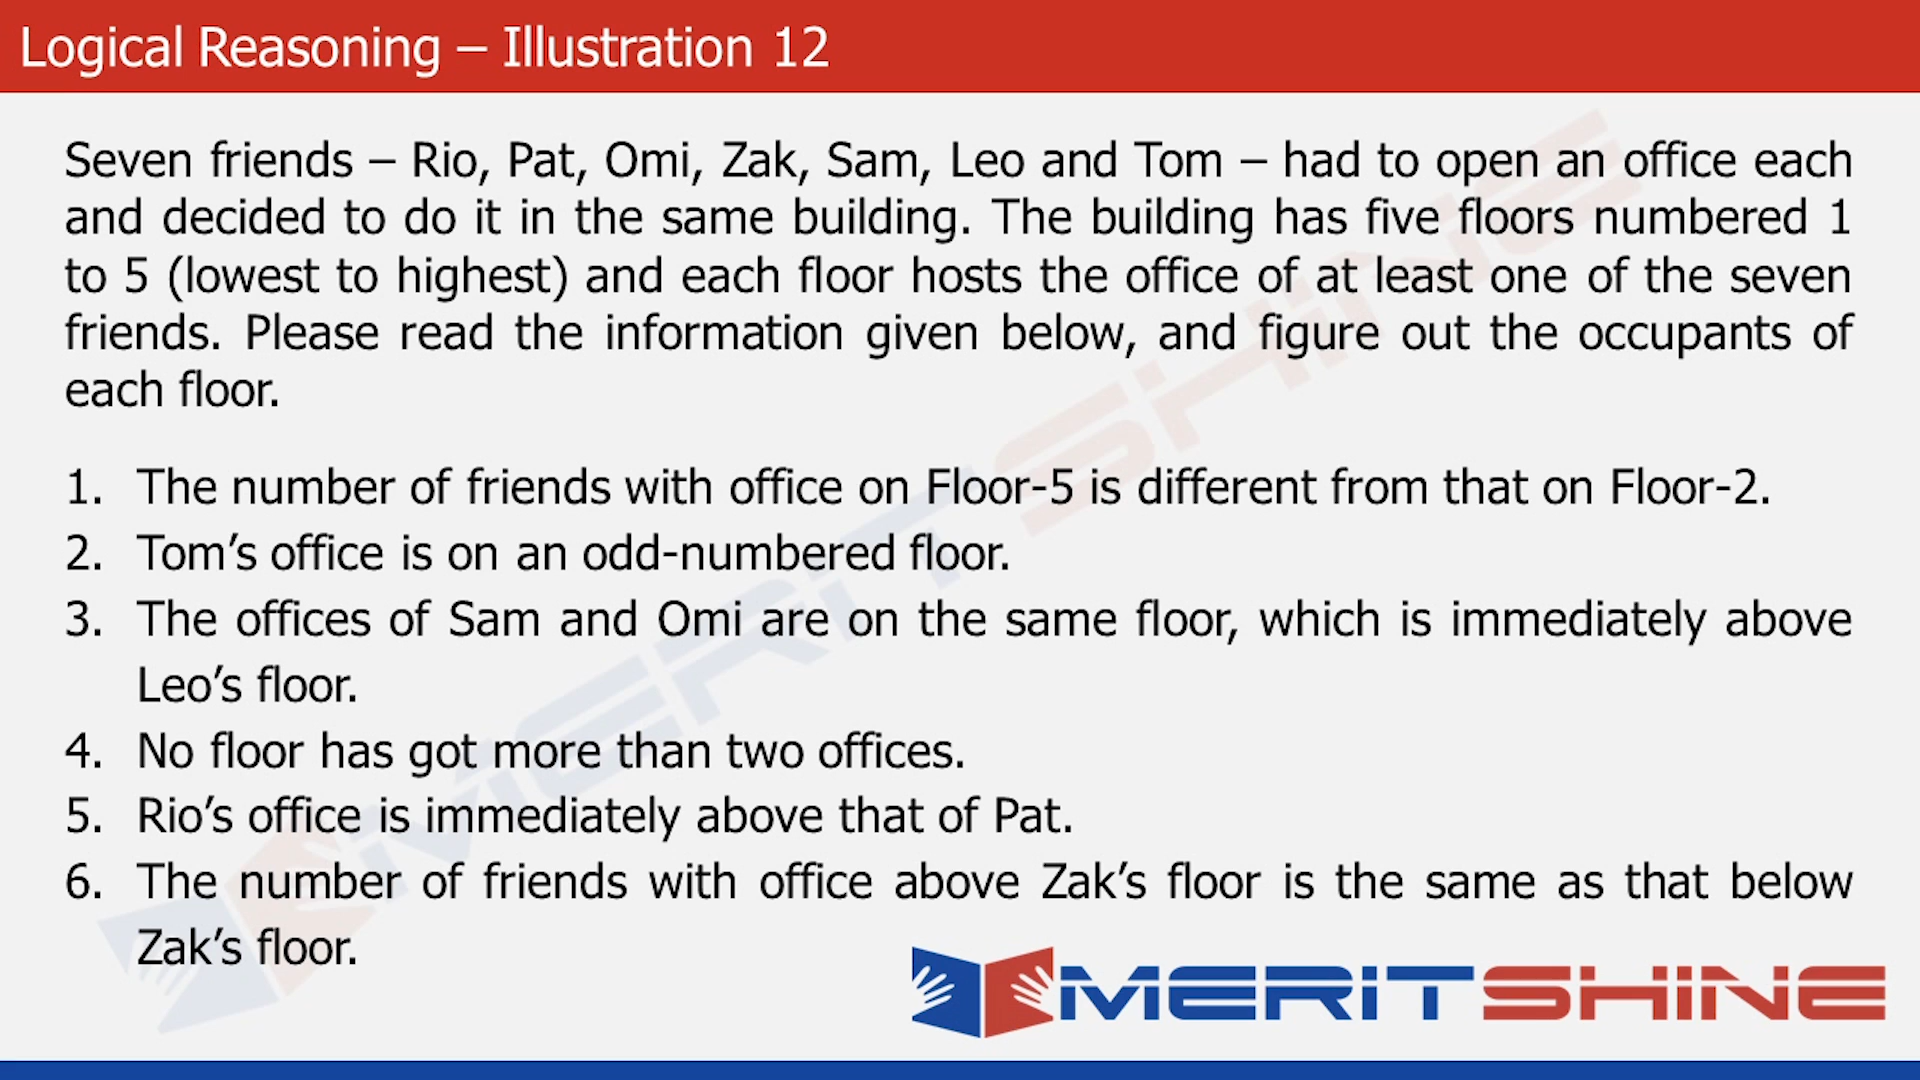 Logical Reasoning – Illustration 12
Seven friends – Rio, Pat, Omi, Zak, Sam, Leo and Tom – had to open an office each
and decided to do it in the same building. The building has five floors numbered 1
to 5 (lowest to highest) and each floor hosts the office of at least one of the seven
friends. Please read the information given below, and figure out the occupants of
each floor.
1. The number of friends with office on Floor-5 is different from that on Floor-2.
2. Tom’s office is on an odd-numbered floor.
3. The offices of Sam and Omi are on the same floor, which is immediately above
Leo’s floor.
4. No floor has got more than two offices.
5. Rio’s office is immediately above that of Pat.
6. The number of friends with office above Zak’s floor is the same as that below
Zak’s floor.
MERITSHINE
MERITSHINE